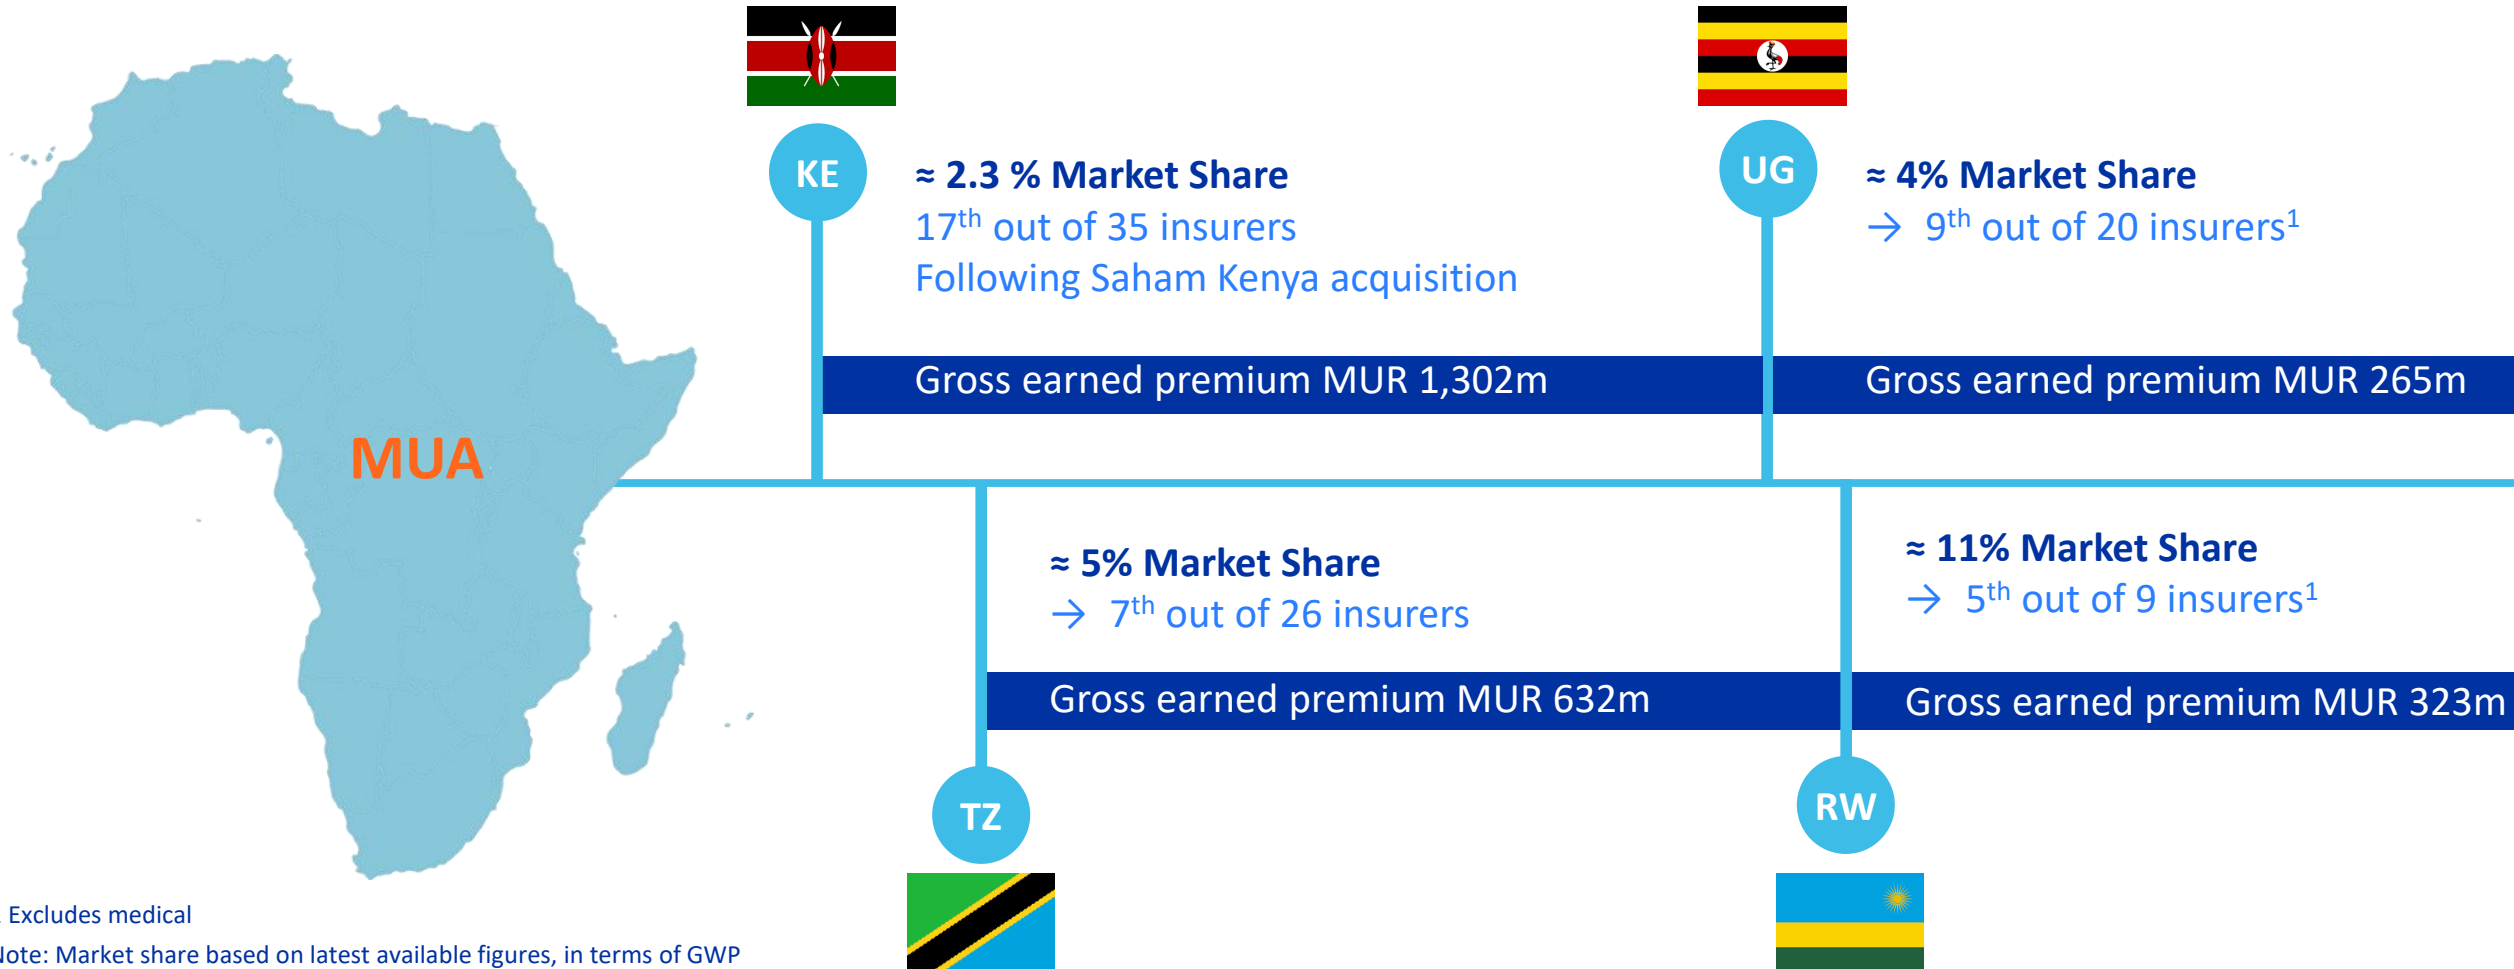 KE
≈ 2.3 % Market Share
17th out of 35 insurers
Following Saham Kenya acquisition
Gross earned premium MUR 1,302m
UG
≈ 4% Market Share
→ 9th out of 20 insurers1
Gross earned premium MUR 265m
MUA
≈ 5% Market Share
→ 7th out of 26 insurers
Gross earned premium MUR 632m
TZ
≈ 11% Market Share
→ 5th out of 9 insurers1
Gross earned premium MUR 323m
RW
. Excludes medical
Note: Market share based on latest available figures, in terms of GWP